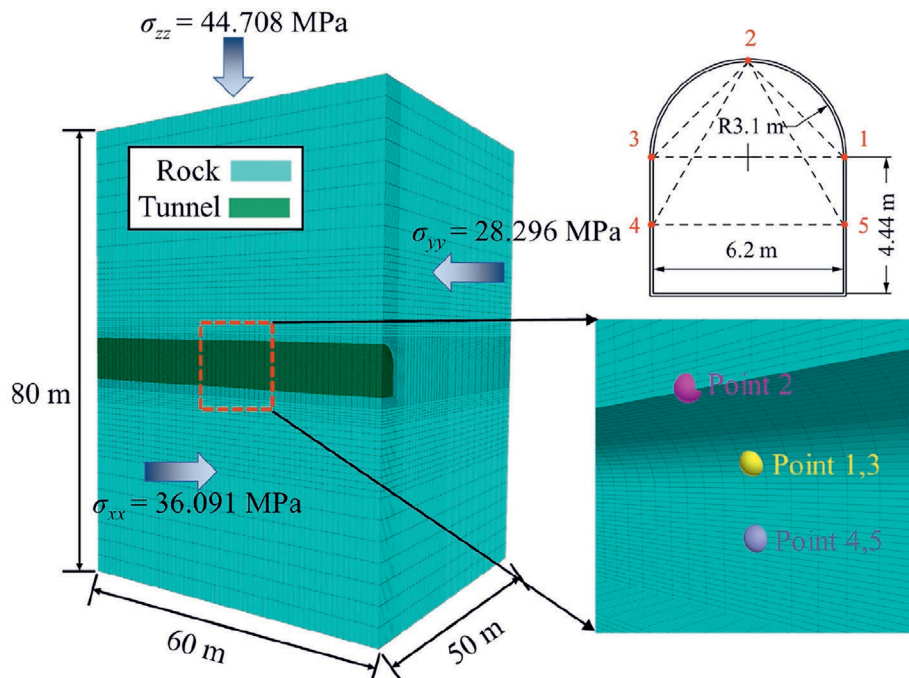 σzz = 44.708 MPa
Rock
Tunnel
σyy = 28.296 MPa
80 m
σxx = 36.091 MPa
60 m
50 m
2
R3.1 m
3
1
4
5
6.2 m
4.44 m
Point 2
Point 1,3
Point 4,5